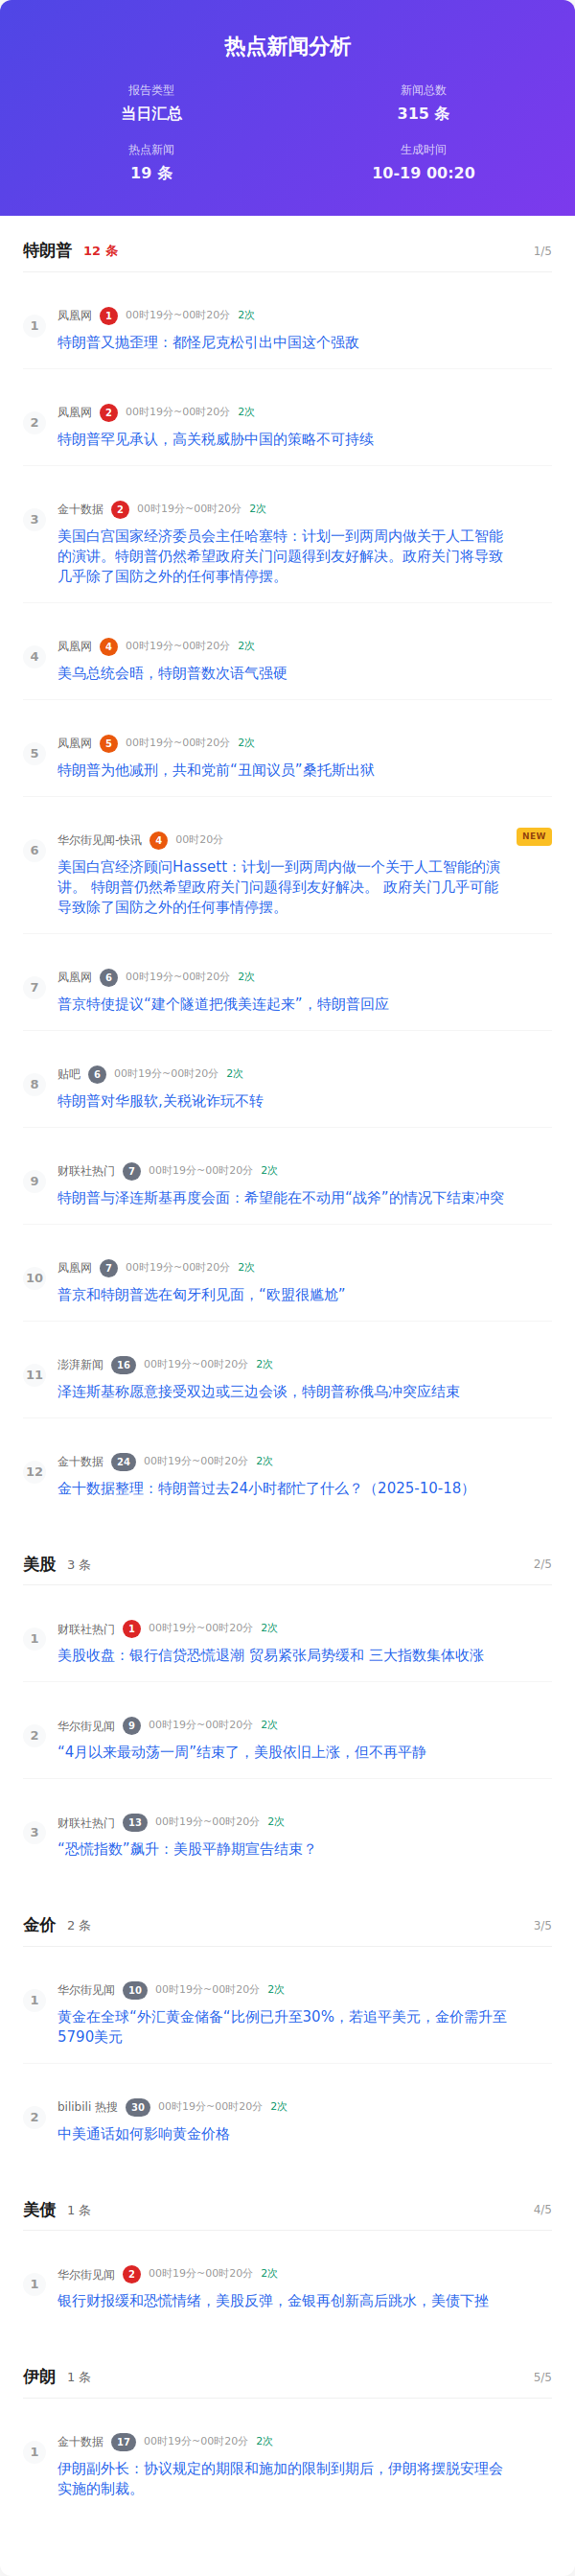 热点新闻分析
报告类型
当日汇总
新闻总数
315 条
热点新闻
19 条
生成时间
10-19 00:20
特朗普 12 条 1/5
1
凤凰网 1 00时19分~00时20分 2次
特朗普又抛歪理：都怪尼克松引出中国这个强敌
2
凤凰网 2 00时19分~00时20分 2次
特朗普罕见承认，高关税威胁中国的策略不可持续
3
金十数据 2 00时19分~00时20分 2次
美国白宫国家经济委员会主任哈塞特：计划一到两周内做关于人工智能
的演讲。特朗普仍然希望政府关门问题得到友好解决。政府关门将导致
几乎除了国防之外的任何事情停摆。
4
凤凰网 4 00时19分~00时20分 2次
美乌总统会晤，特朗普数次语气强硬
5
凤凰网 5 00时19分~00时20分 2次
特朗普为他减刑，共和党前“丑闻议员”桑托斯出狱
6
华尔街见闻-快讯 4 00时20分 NEW
美国白宫经济顾问Hassett：计划一到两周内做一个关于人工智能的演
讲。 特朗普仍然希望政府关门问题得到友好解决。 政府关门几乎可能
导致除了国防之外的任何事情停摆。
7
凤凰网 6 00时19分~00时20分 2次
普京特使提议“建个隧道把俄美连起来”，特朗普回应
8
贴吧 6 00时19分~00时20分 2次
特朗普对华服软,关税讹诈玩不转
9
财联社热门 7 00时19分~00时20分 2次
特朗普与泽连斯基再度会面：希望能在不动用“战斧”的情况下结束冲突
10
凤凰网 7 00时19分~00时20分 2次
普京和特朗普选在匈牙利见面，“欧盟很尴尬”
11
澎湃新闻 16 00时19分~00时20分 2次
泽连斯基称愿意接受双边或三边会谈，特朗普称俄乌冲突应结束
12
金十数据 24 00时19分~00时20分 2次
金十数据整理：特朗普过去24小时都忙了什么？（2025-10-18）
美股 3 条 2/5
1
财联社热门 1 00时19分~00时20分 2次
美股收盘：银行信贷恐慌退潮 贸易紧张局势缓和 三大指数集体收涨
2
华尔街见闻 9 00时19分~00时20分 2次
“4月以来最动荡一周”结束了，美股依旧上涨，但不再平静
3
财联社热门 13 00时19分~00时20分 2次
“恐慌指数”飙升：美股平静期宣告结束？
金价 2 条 3/5
1
华尔街见闻 10 00时19分~00时20分 2次
黄金在全球“外汇黄金储备“比例已升至30%，若追平美元，金价需升至
5790美元
2
bilibili 热搜 30 00时19分~00时20分 2次
中美通话如何影响黄金价格
美债 1 条 4/5
1
华尔街见闻 2 00时19分~00时20分 2次
银行财报缓和恐慌情绪，美股反弹，金银再创新高后跳水，美债下挫
伊朗 1 条 5/5
1
金十数据 17 00时19分~00时20分 2次
伊朗副外长：协议规定的期限和施加的限制到期后，伊朗将摆脱安理会
实施的制裁。